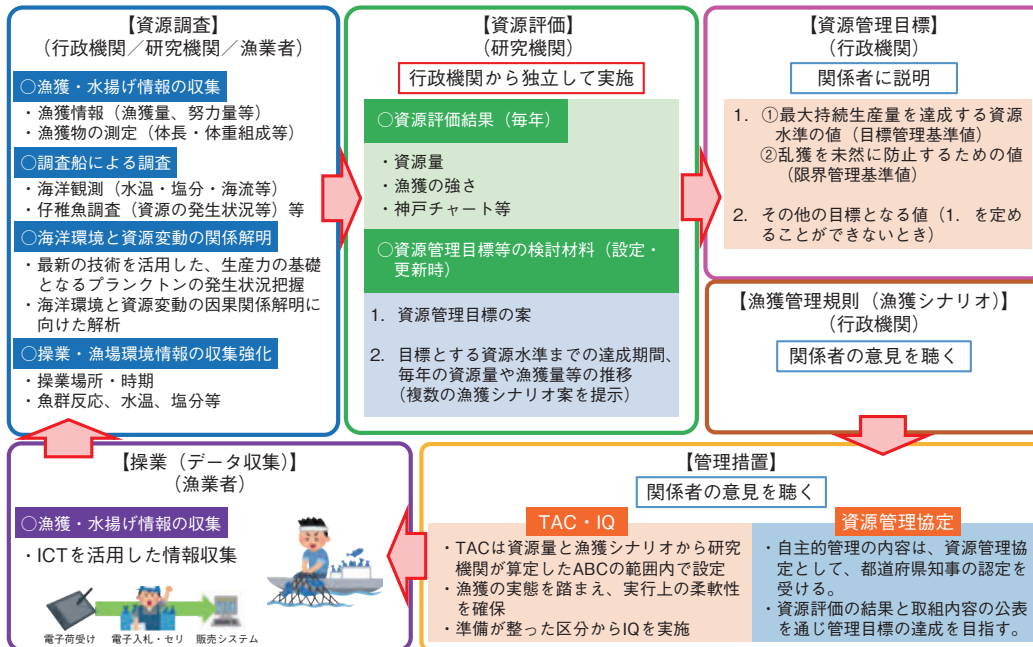 【資源調査】
（行政機関／研究機関／漁業者）
○漁獲・水揚げ情報の収集
・漁獲情報（漁獲量、努力量等）
・漁獲物の測定（体長・体重組成等）
○調査船による調査
・海洋観測（水温・塩分・海流等）
・仔稚魚調査（資源の発生状況等）等
○海洋環境と資源変動の関係解明
・最新の技術を活用した、生産力の基礎
となるプランクトンの発生状況把握
・海洋環境と資源変動の因果関係解明に
向けた解析
○操業・漁場環境情報の収集強化
・操業場所・時期
・魚群反応、水温、塩分等
【資源評価】
（研究機関）
行政機関から独立して実施
○資源評価結果（毎年）
・資源量
・漁獲の強さ
・神戸チャート等
○資源管理目標等の検討材料（設定・
更新時）
1. 資源管理目標の案
2. 目標とする資源水準までの達成期間、
毎年の資源量や漁獲量等の推移
（複数の漁獲シナリオ案を提示）
【資源管理目標】
（行政機関）
関係者に説明
1. ①最大持続生産量を達成する資源
水準の値（目標管理基準値）
②乱獲を未然に防止するための値
（限界管理基準値）
2. その他の目標となる値（1. を定め
ることができないとき）
【漁獲管理規則（漁獲シナリオ）】
（行政機関）
関係者の意見を聴く
【管理措置】
関係者の意見を聴く
TAC・IQ
・TACは資源量と漁獲シナリオから研究
機関が算定したABCの範囲内で設定
・漁獲の実態を踏まえ、実行上の柔軟性
を確保
・準備が整った区分からIQを実施
資源管理協定
・自主的管理の内容は、資源管理協
定として、都道府県知事の認定を
受ける。
・資源評価の結果と取組内容の公表
を通じ管理目標の達成を目指す。
【操業（データ収集）】
（漁業者）
○漁獲・水揚げ情報の収集
・ICTを活用した情報収集
電子荷受け 電子入札・セリ 販売システム